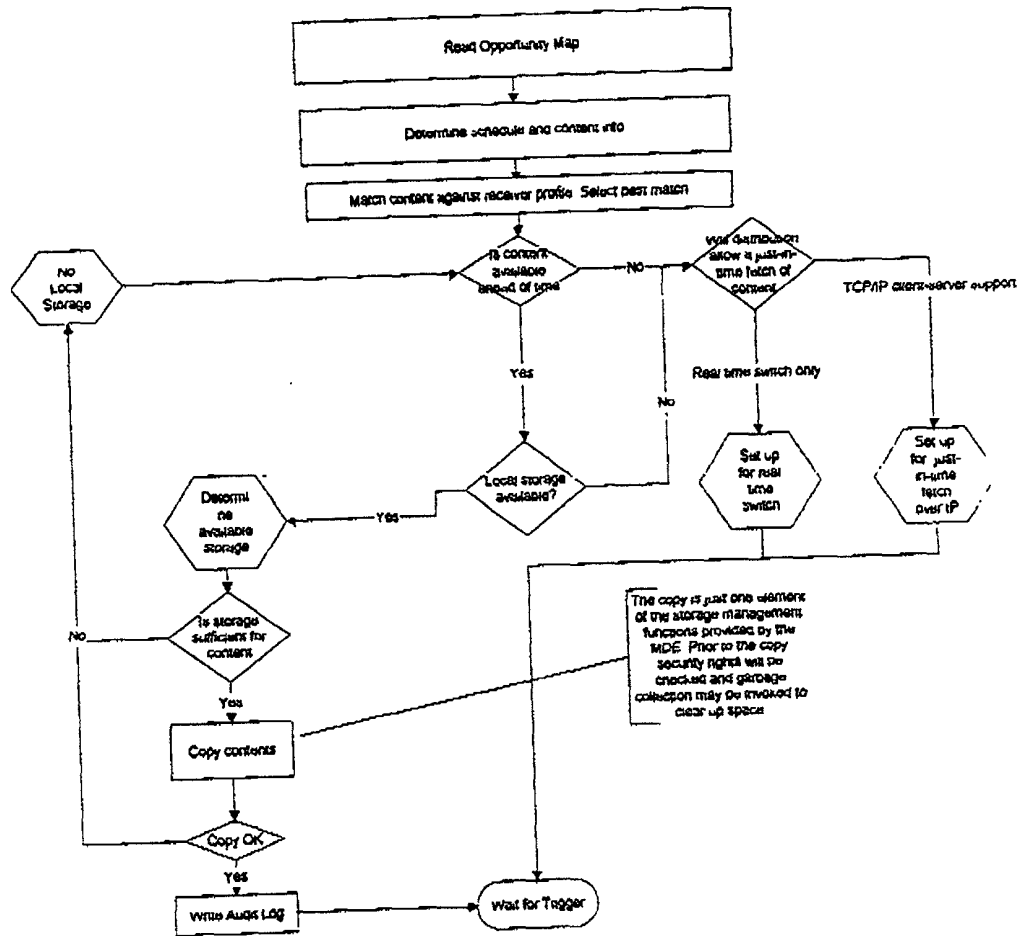 Read Opportunity Map
Determine schedule and content info
Match content against receiver profile. Select best match
No
Local
Storage
Is content
available
ahead of time
No
Will distribution
allow a just-in-
time fetch of
content
TCP/IP client-server support
Yes
Real time switch only
No
Local storage
available?
Set up
for real
time
switch
Set up
for just-
in-time
fetch
over IP
Determi
ne
available
storage
Yes
Is storage
sufficient for
content
No
Yes
The copy is just one element
of the storage management
functions provided by the
MDE. Prior to the copy
security rights will be
checked and garbage
collection may be invoked to
clear up space
Copy contents
Copy OK
Yes
Write Audit Log
Wait for Trigger